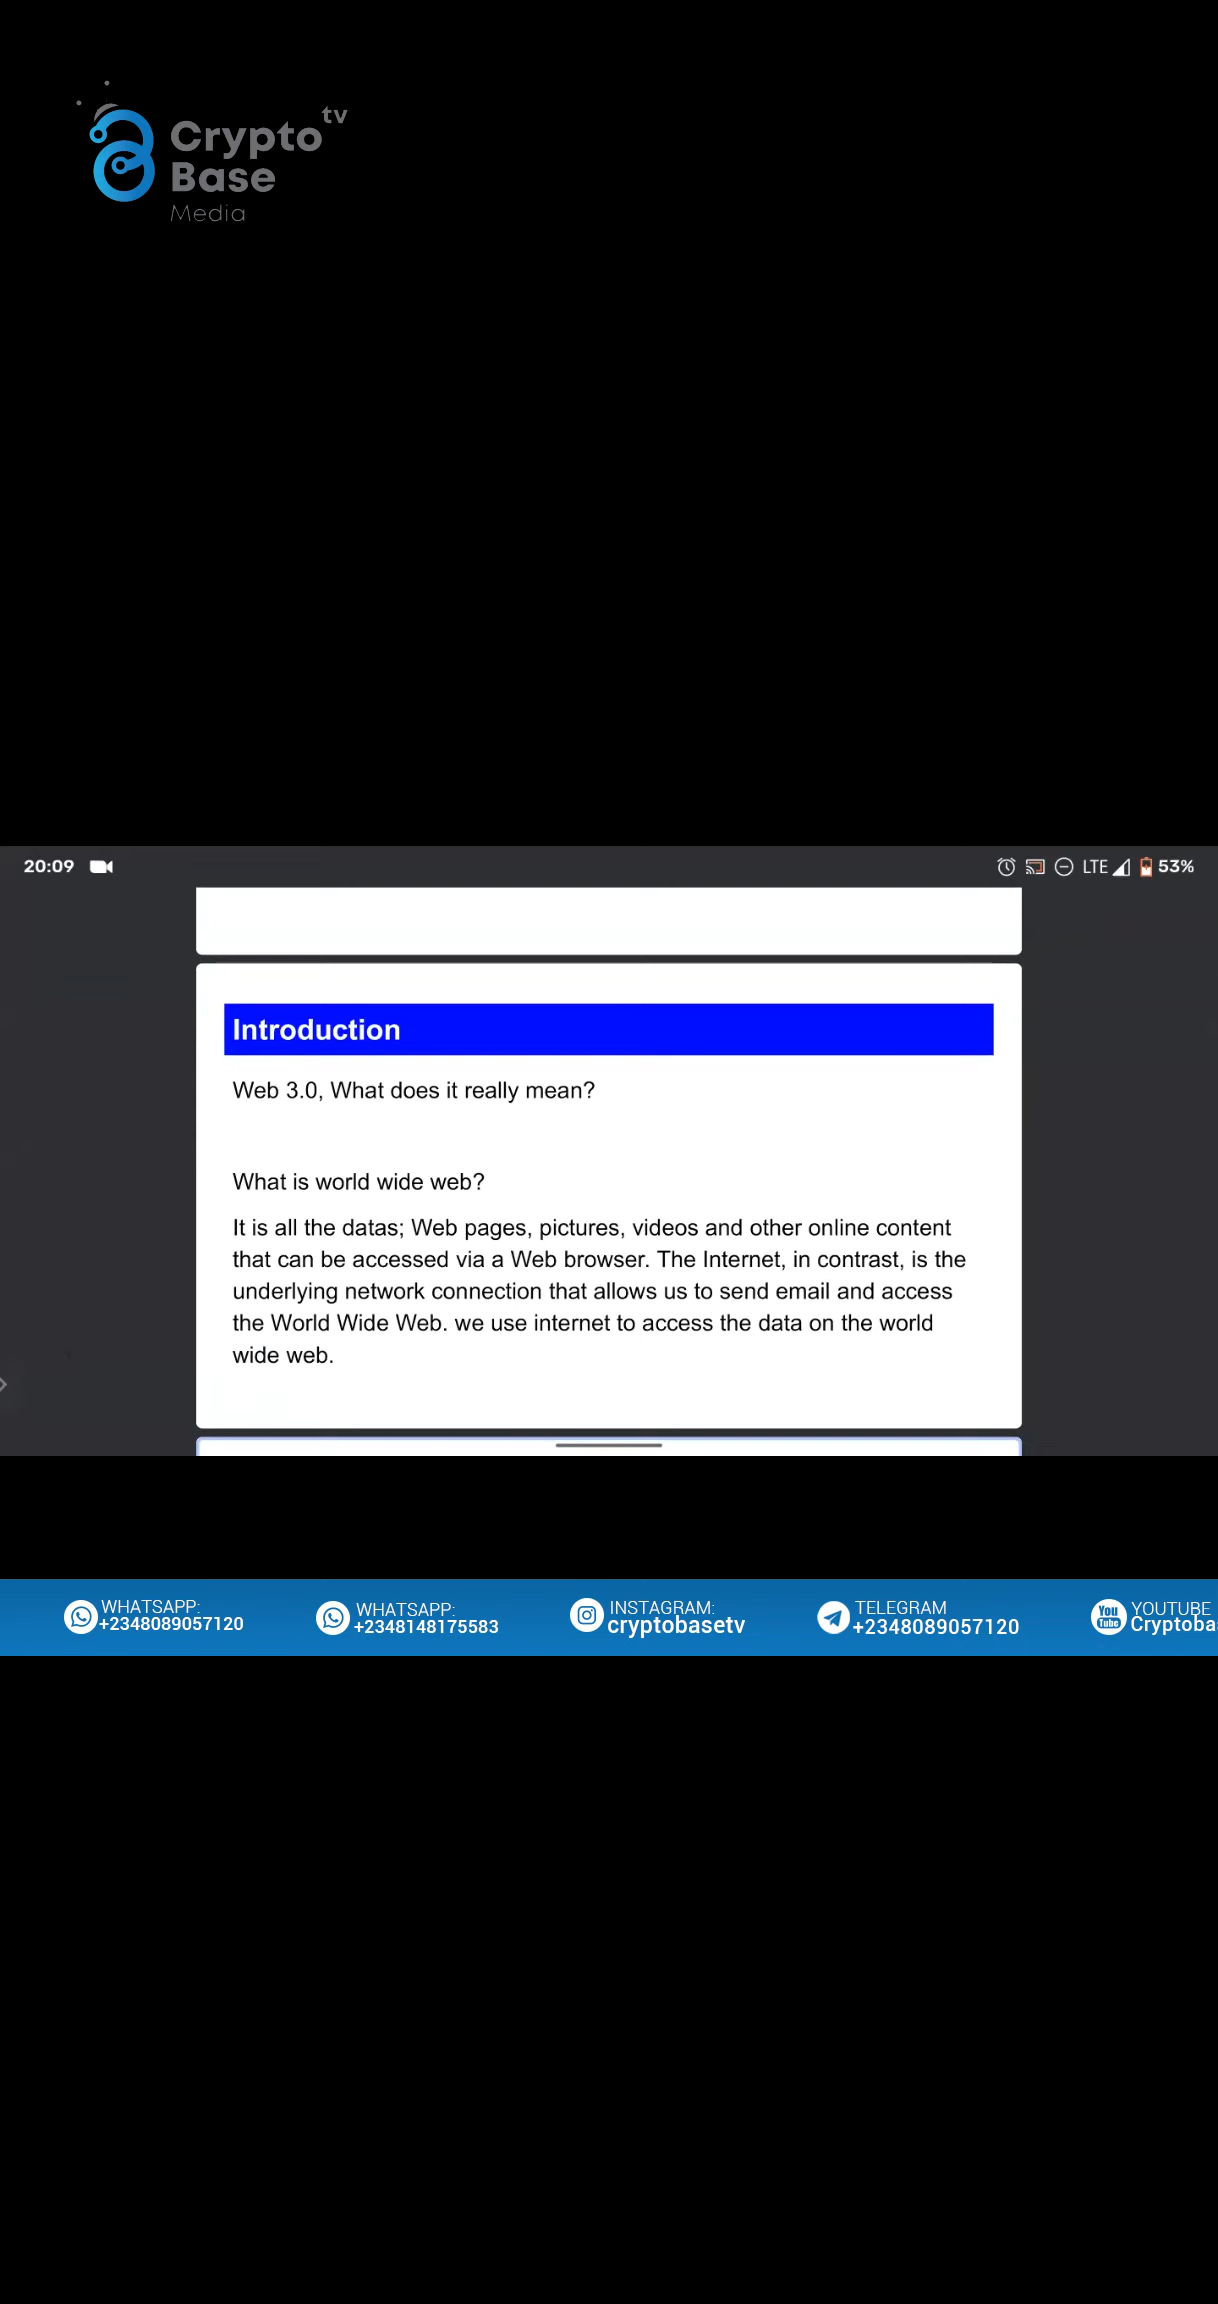 Crypto tv
Base
Media
20:09
LTE 53%
Introduction
Web 3.0, What does it really mean?
What is world wide web?
It is all the datas; Web pages, pictures, videos and other online content
that can be accessed via a Web browser. The Internet, in contrast, is the
underlying network connection that allows us to send email and access
the World Wide Web. we use internet to access the data on the world
wide web.
WHATSAPP:
+2348089057120
WHATSAPP:
+2348148175583
INSTAGRAM:
cryptobasetv
TELEGRAM
+2348089057120
You
Tube
YOUTUBE
Cryptobas